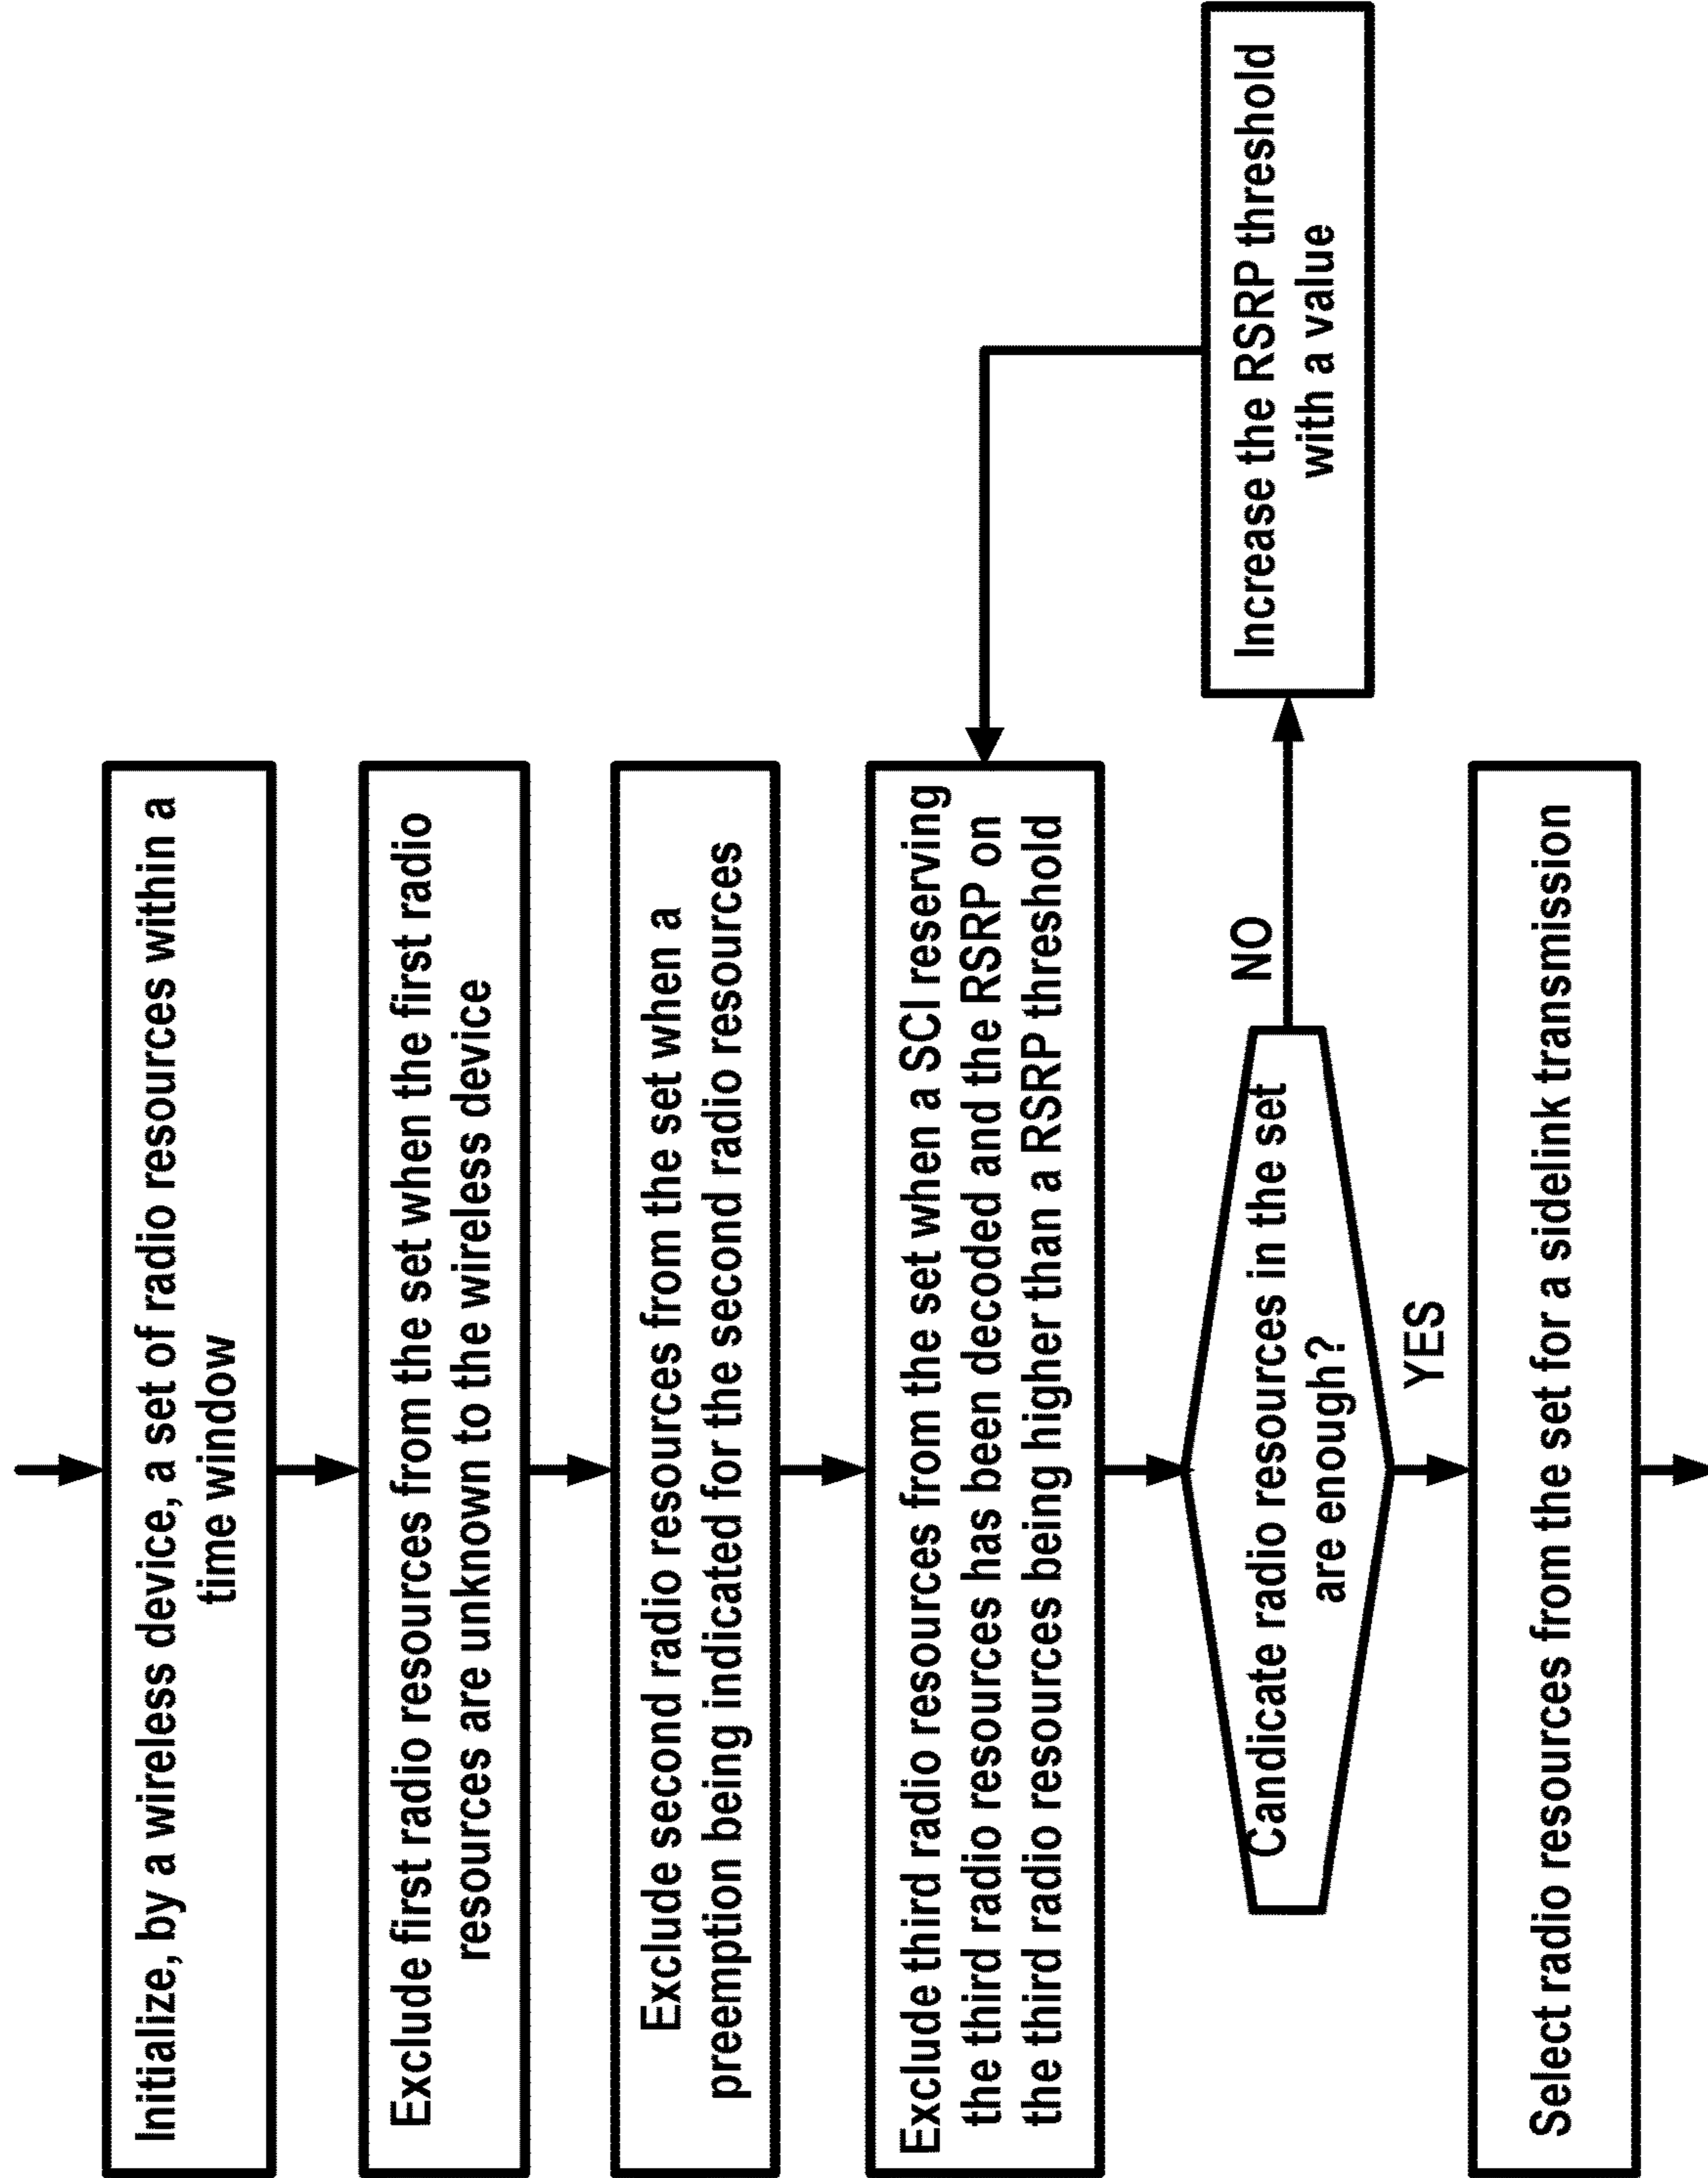 Initialize, by a wireless device, a set of radio resources within a
time window
Exclude first radio resources from the set when the first radio
resources are unknown to the wireless device
Exclude second radio resources from the set when a
preemption being indicated for the second radio resources
Exclude third radio resources from the set when a SCI reserving
the third radio resources has been decoded and the RSRP on
the third radio resources being higher than a RSRP threshold
Candicate radio resources in the set
are enough?
NO
Increase the RSRP threshold
with a value
YES
Select radio resources from the set for a sidelink transmission